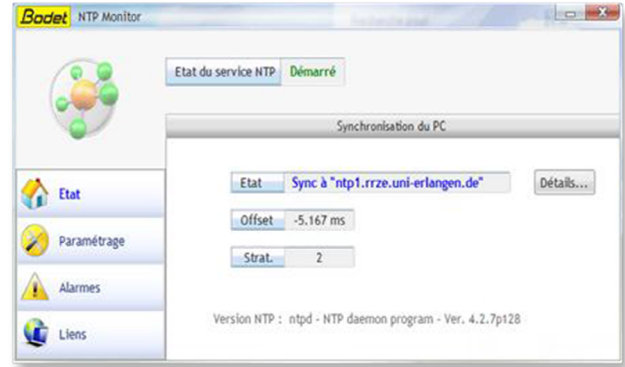 Bodet NTP Monitor
Etat du service NTP Démarré
Synchronisation du PC
Etat Sync à "ntp1.rrze.uni-erlangen.de" Détails...
Offset -5.167 ms
Strat. 2
Etat
Paramétrage
Alarmes
Liens
Version NTP : ntpd - NTP daemon program - Ver. 4.2.7p128